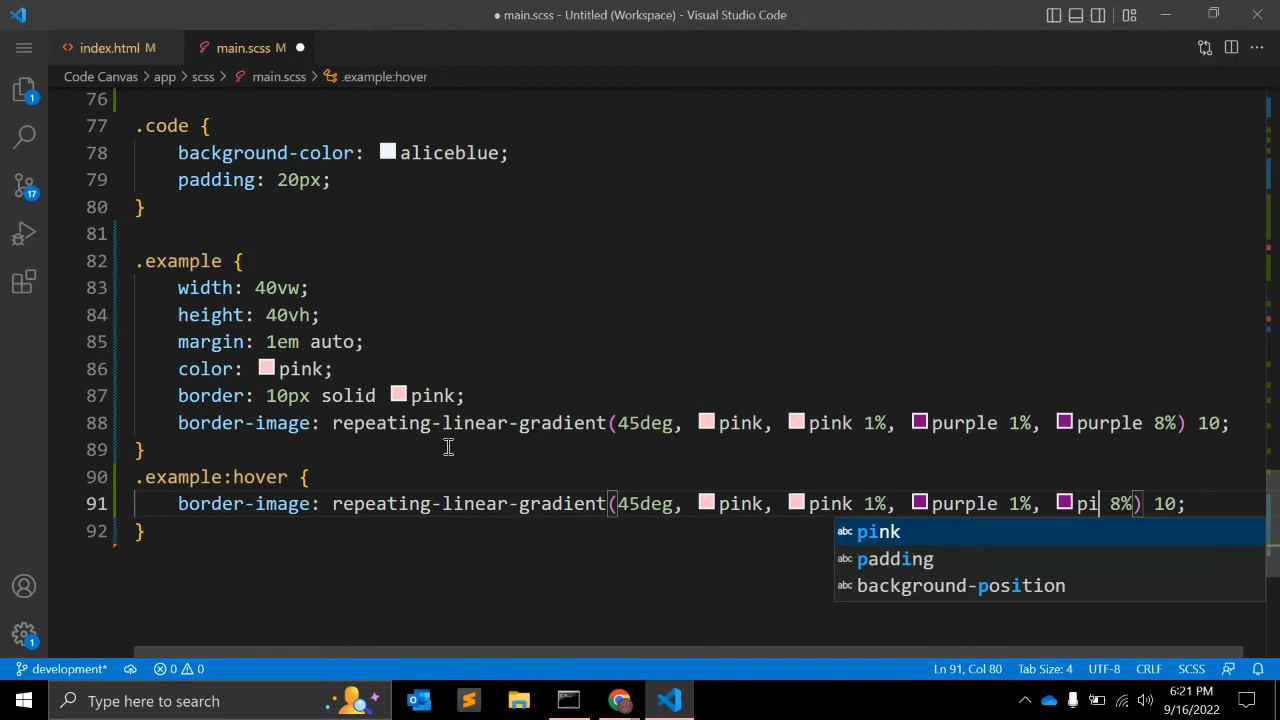 main.scss - Untitled (Workspace) - Visual Studio Code
index.html M
main.scss M
Code Canvas > app > scss > main.scss > .example:hover
76
77 .code {
78 background-color: aliceblue;
79 padding: 20px;
80 }
81
82 .example {
83 width: 40vw;
84 height: 40vh;
85 margin: 1em auto;
86 color: pink;
87 border: 10px solid pink;
88 border-image: repeating-linear-gradient(45deg, pink, pink 1%, purple 1%, purple 8%) 10;
89 }
90 .example:hover {
91 border-image: repeating-linear-gradient(45deg, pink, pink 1%, purple 1%, pi 8%) 10;
92 }
abc pink
abc padding
abc background-position
1
17
1
development* 0 0 Ln 91, Col 80 Tab Size: 4 UTF-8 CRLF SCSS
Type here to search
6:21 PM
9/16/2022